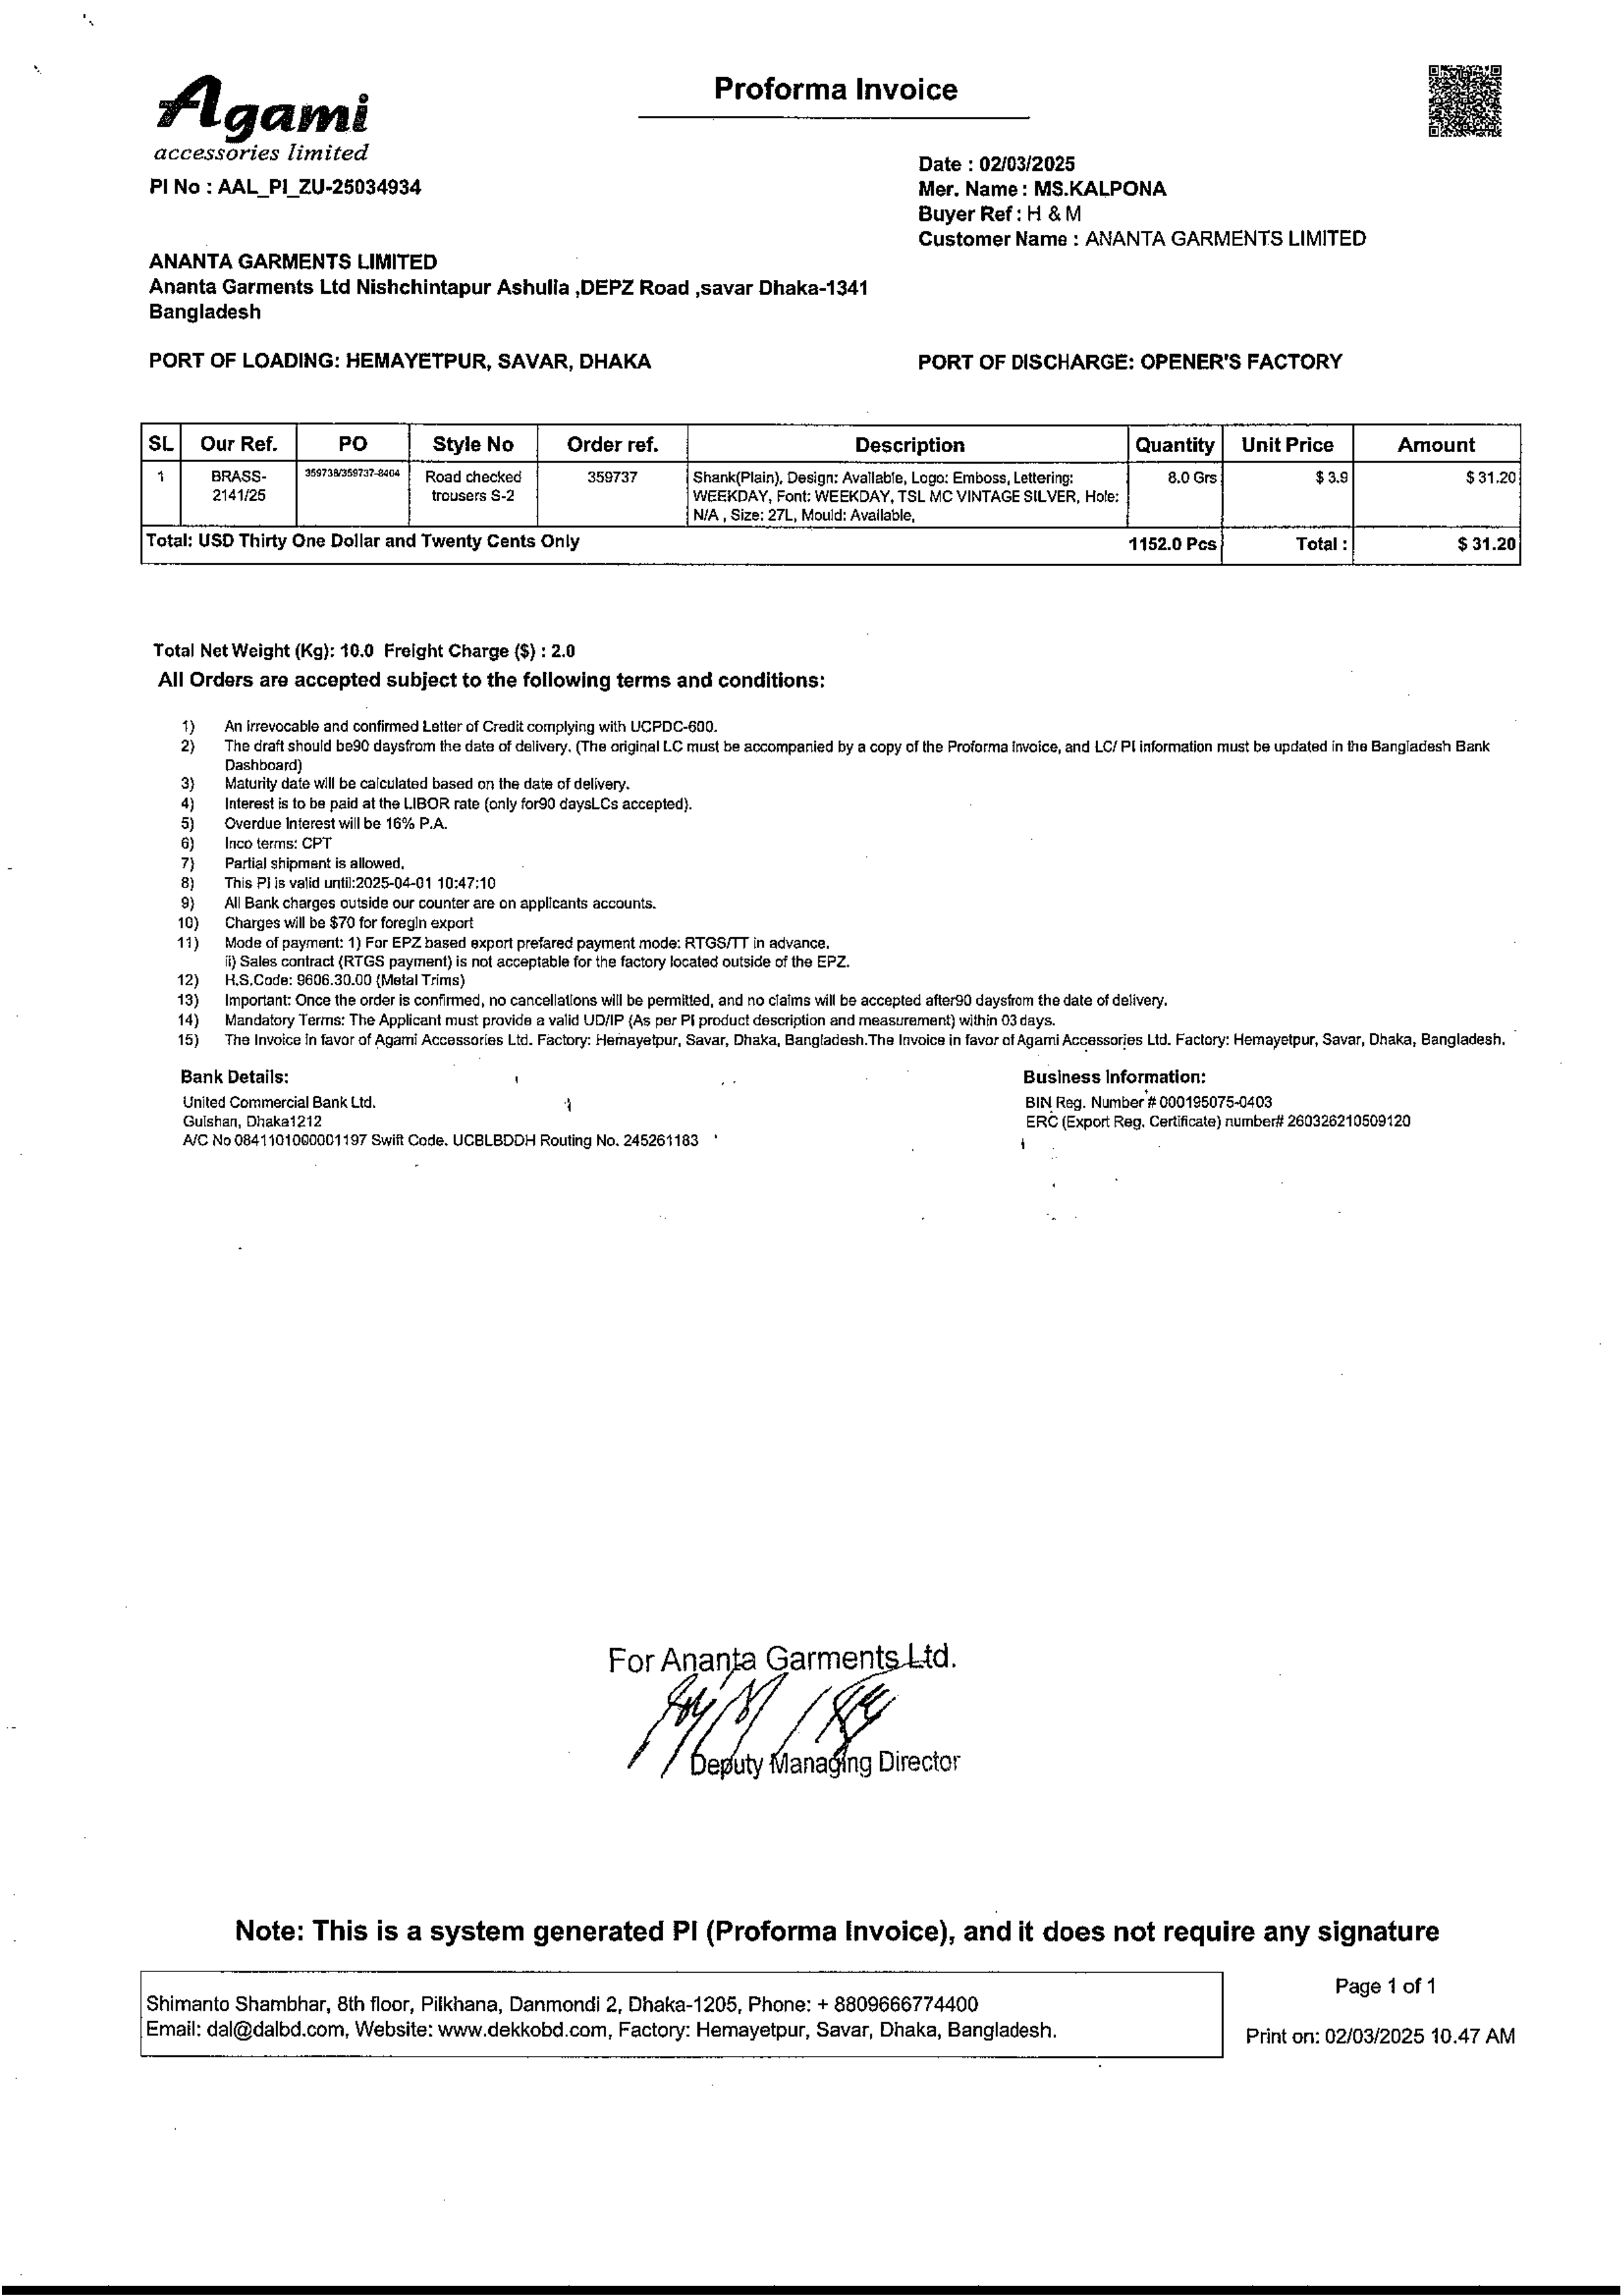 Agami
accessories limited
Proforma Invoice
PI No : AAL_PI_ZU-25034934
Date : 02/03/2025
Mer. Name : MS.KALPONA
Buyer Ref : H & M
Customer Name : ANANTA GARMENTS LIMITED
ANANTA GARMENTS LIMITED
Ananta Garments Ltd Nishchintapur Ashulia ,DEPZ Road ,savar Dhaka-1341
Bangladesh
PORT OF LOADING: HEMAYETPUR, SAVAR, DHAKA
PORT OF DISCHARGE: OPENER'S FACTORY
SL Our Ref. PO Style No Order ref. Description Quantity Unit Price Amount
1 BRASS- 359738/359737-8404 Road checked 359737 Shank(Plain), Design: Available, Logo: Emboss, Lettering: 8.0 Grs $ 3.9 $ 31.20
2141/25 trousers S-2 WEEKDAY, Font: WEEKDAY, TSL MC VINTAGE SILVER, Hole:
N/A , Size: 27L, Mould: Available,
Total: USD Thirty One Dollar and Twenty Cents Only 1152.0 Pcs Total : $ 31.20
Total Net Weight (Kg): 10.0 Freight Charge ($) : 2.0
All Orders are accepted subject to the following terms and conditions:
1) An irrevocable and confirmed Letter of Credit complying with UCPDC-600.
2) The draft should be90 daysfrom the date of delivery. (The original LC must be accompanied by a copy of the Proforma Invoice, and LC/ PI information must be updated in the Bangladesh Bank
Dashboard)
3) Maturity date will be calculated based on the date of delivery.
4) Interest is to be paid at the LIBOR rate (only for90 daysLCs accepted).
5) Overdue Interest will be 16% P.A.
6) Inco terms: CPT
7) Partial shipment is allowed.
8) This PI is valid until:2025-04-01 10:47:10
9) All Bank charges outside our counter are on applicants accounts.
10) Charges will be $70 for foregin export
11) Mode of payment: 1) For EPZ based export prefared payment mode: RTGS/TT in advance.
ii) Sales contract (RTGS payment) is not acceptable for the factory located outside of the EPZ.
12) H.S.Code: 9606.30.00 (Metal Trims)
13) Important: Once the order is confirmed, no cancellations will be permitted, and no claims will be accepted after90 daysfrom the date of delivery.
14) Mandatory Terms: The Applicant must provide a valid UD/IP (As per PI product description and measurement) within 03 days.
15) The Invoice in favor of Agami Accessories Ltd. Factory: Hemayetpur, Savar, Dhaka, Bangladesh.The Invoice in favor of Agami Accessories Ltd. Factory: Hemayetpur, Savar, Dhaka, Bangladesh.
Bank Details:
United Commercial Bank Ltd.
Gulshan, Dhaka1212
A/C No 0841101000001197 Swift Code. UCBLBDDH Routing No. 245261183
Business Information:
BIN Reg. Number # 000195075-0403
ERC (Export Reg. Certificate) number# 260326210509120
For Ananta Garments Ltd.
Deputy Managing Director
Note: This is a system generated PI (Proforma Invoice), and it does not require any signature
Shimanto Shambhar, 8th floor, Pilkhana, Danmondi 2, Dhaka-1205, Phone: + 8809666774400
Email: dal@dalbd.com, Website: www.dekkobd.com, Factory: Hemayetpur, Savar, Dhaka, Bangladesh.
Page 1 of 1
Print on: 02/03/2025 10.47 AM